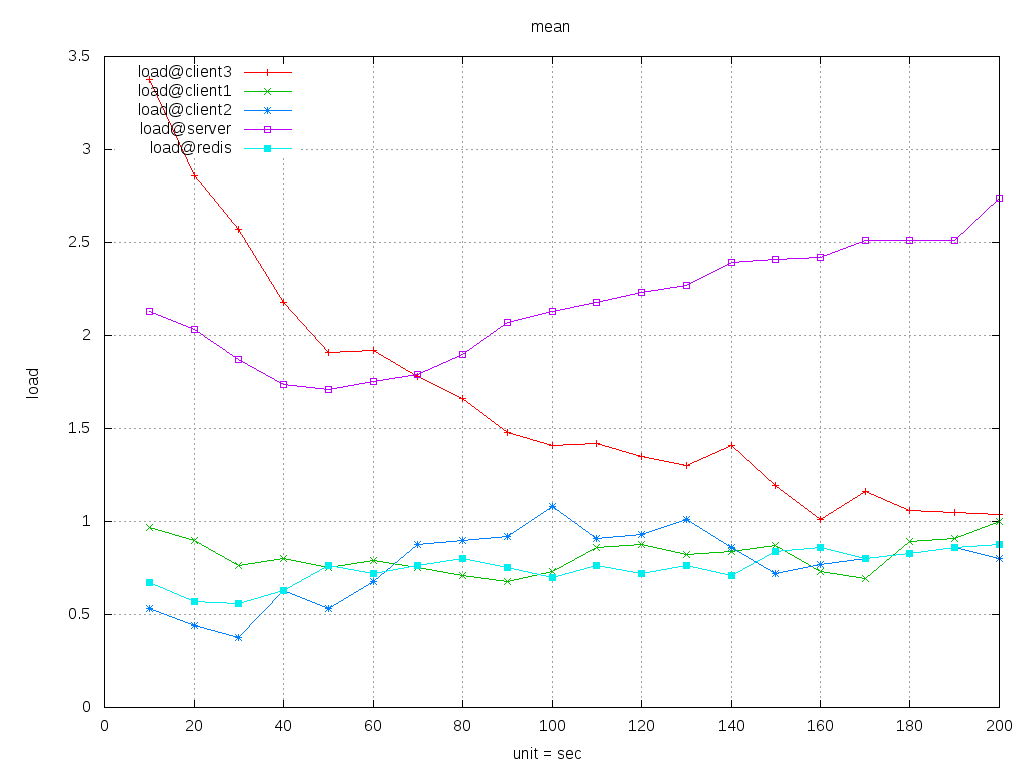 mean
load@client3
load@client1
load@client2
load@server
load@redis
3.5
3
2.5
2
1.5
1
0.5
0
load
0 20 40 60 80 100 120 140 160 180 200
unit = sec